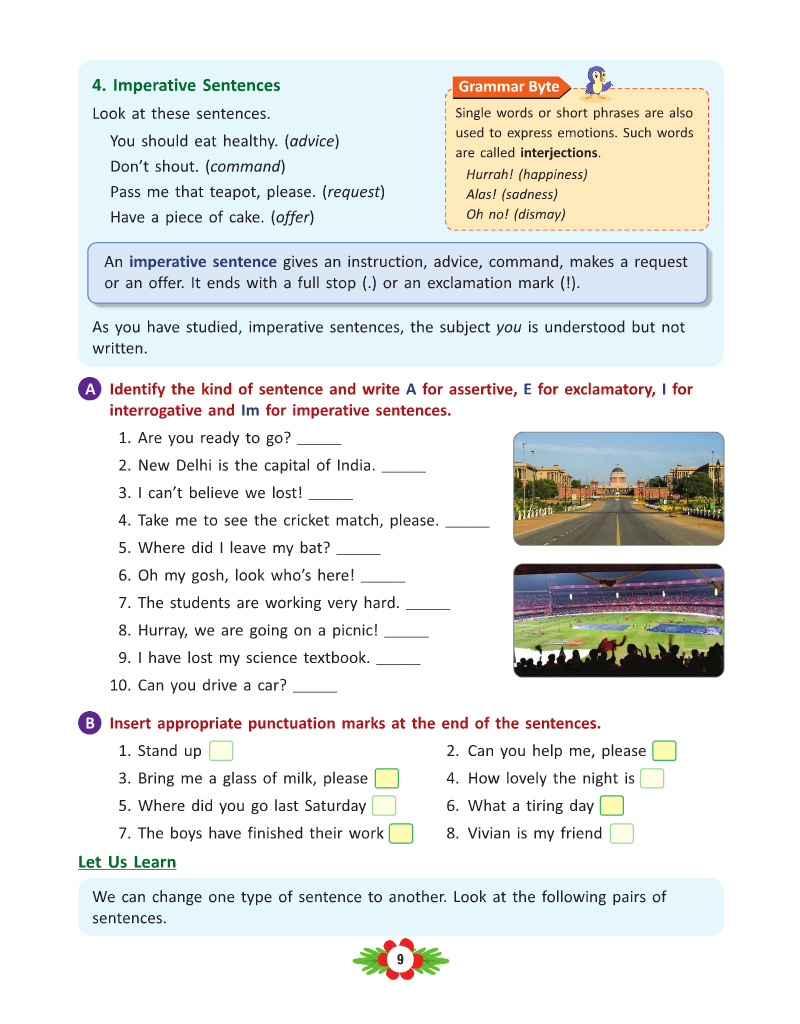 4. Imperative Sentences
Look at these sentences.
You should eat healthy. (advice)
Don't shout. (command)
Pass me that teapot, please. (request)
Have a piece of cake. (offer)
Grammar Byte
Single words or short phrases are also
used to express emotions. Such words
are called interjections.
Hurrah! (happiness)
Alas! (sadness)
Oh no! (dismay)
An imperative sentence gives an instruction, advice, command, makes a request
or an offer. It ends with a full stop (.) or an exclamation mark (!).
As you have studied, imperative sentences, the subject you is understood but not
written.
A Identify the kind of sentence and write A for assertive, E for exclamatory, I for
interrogative and Im for imperative sentences.
1. Are you ready to go? _____
2. New Delhi is the capital of India. _____
3. I can't believe we lost! _____
4. Take me to see the cricket match, please. _____
5. Where did I leave my bat? _____
6. Oh my gosh, look who's here! _____
7. The students are working very hard. _____
8. Hurray, we are going on a picnic! _____
9. I have lost my science textbook. _____
10. Can you drive a car? _____
B Insert appropriate punctuation marks at the end of the sentences.
1. Stand up
2. Can you help me, please
3. Bring me a glass of milk, please
4. How lovely the night is
5. Where did you go last Saturday
6. What a tiring day
7. The boys have finished their work
8. Vivian is my friend
Let Us Learn
We can change one type of sentence to another. Look at the following pairs of
sentences.
9